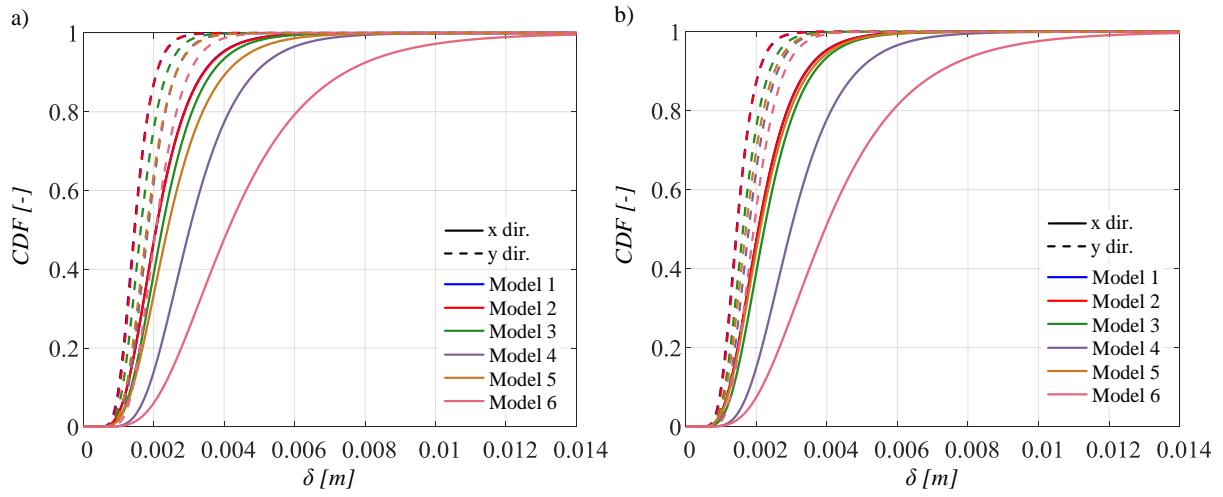 a)
1
0.8
0.6
0.4
0.2
0
CDF [-]
x dir.
y dir.
Model 1
Model 2
Model 3
Model 4
Model 5
Model 6
0 0.002 0.004 0.006 0.008 0.01 0.012 0.014
δ [m]
b)
1
0.8
0.6
0.4
0.2
0
CDF [-]
x dir.
y dir.
Model 1
Model 2
Model 3
Model 4
Model 5
Model 6
0 0.002 0.004 0.006 0.008 0.01 0.012 0.014
δ [m]